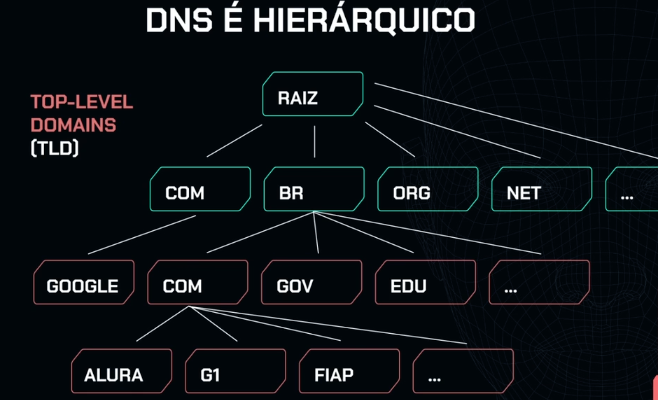 DNS É HIERÁRQUICO
TOP-LEVEL
DOMAINS
(TLD)
RAIZ
COM
BR
ORG
NET
...
GOOGLE
COM
GOV
EDU
...
ALURA
G1
FIAP
...